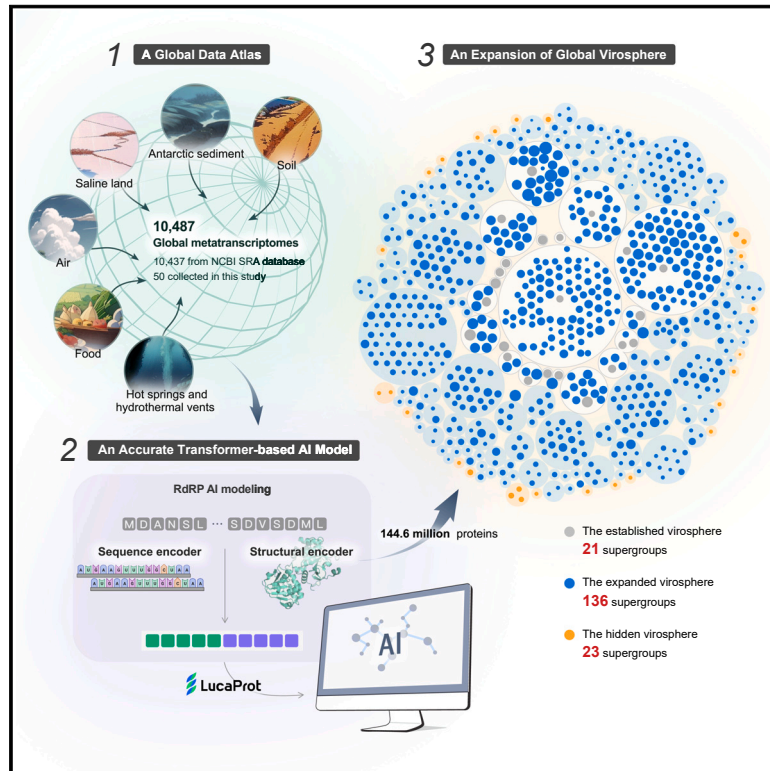 1 A Global Data Atlas
Antarctic sediment
Soil
Saline land
Air
Food
Hot springs and
hydrothermal vents
10,487
Global metatranscriptomes
10,437 from NCBI SRA database
50 collected in this study
2 An Accurate Transformer-based AI Model
RdRP AI modeling
MDANSL ··· SDVSDML
Sequence encoder
Structural encoder
AUGAAGUUUGGCUAA
AUGAAGUUUGGCUAA
LucaProt
AI
144.6 million proteins
3 An Expansion of Global Virosphere
The established virosphere
21 supergroups
The expanded virosphere
136 supergroups
The hidden virosphere
23 supergroups